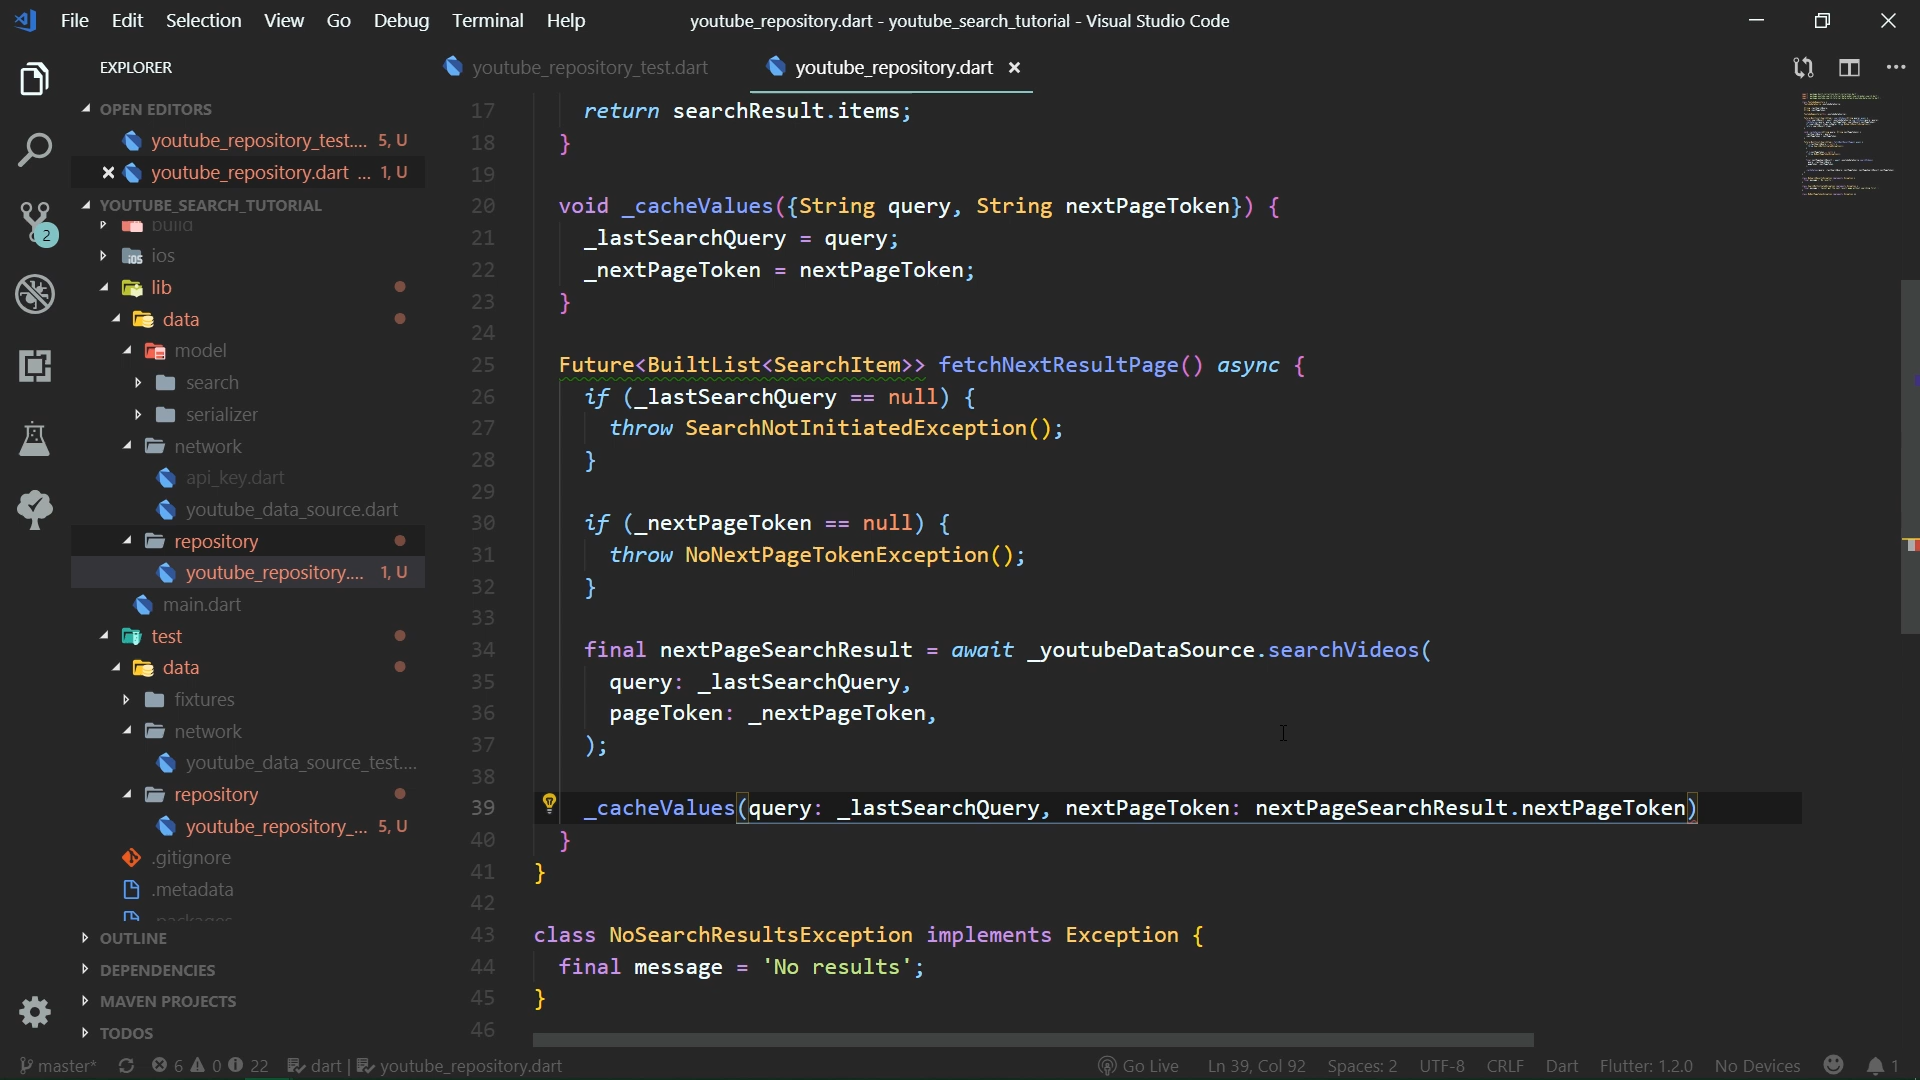 File Edit Selection View Go Debug Terminal Help
youtube_repository.dart - youtube_search_tutorial - Visual Studio Code
EXPLORER
youtube_repository_test.dart
youtube_repository.dart
OPEN EDITORS
youtube_repository_test.... 5, U
youtube_repository.dart ... 1, U
YOUTUBE_SEARCH_TUTORIAL
build
ios
lib
data
model
search
serializer
network
api_key.dart
youtube_data_source.dart
repository
youtube_repository.... 1, U
main.dart
test
data
fixtures
network
youtube_data_source_test....
repository
youtube_repository_... 5, U
.gitignore
.metadata
.packages
OUTLINE
DEPENDENCIES
MAVEN PROJECTS
TODOS
2
17 return searchResult.items;
18 }
19
20 void _cacheValues({String query, String nextPageToken}) {
21 _lastSearchQuery = query;
22 _nextPageToken = nextPageToken;
23 }
24
25 Future<BuiltList<SearchItem>> fetchNextResultPage() async {
26 if (_lastSearchQuery == null) {
27 throw SearchNotInitiatedException();
28 }
29
30 if (_nextPageToken == null) {
31 throw NoNextPageTokenException();
32 }
33
34 final nextPageSearchResult = await _youtubeDataSource.searchVideos(
35 query: _lastSearchQuery,
36 pageToken: _nextPageToken,
37 );
38
39 _cacheValues(query: _lastSearchQuery, nextPageToken: nextPageSearchResult.nextPageToken)
40 }
41 }
42
43 class NoSearchResultsException implements Exception {
44 final message = 'No results';
45 }
46
master* 6 0 22 dart | youtube_repository.dart Go Live Ln 39, Col 92 Spaces: 2 UTF-8 CRLF Dart Flutter: 1.2.0 No Devices 1